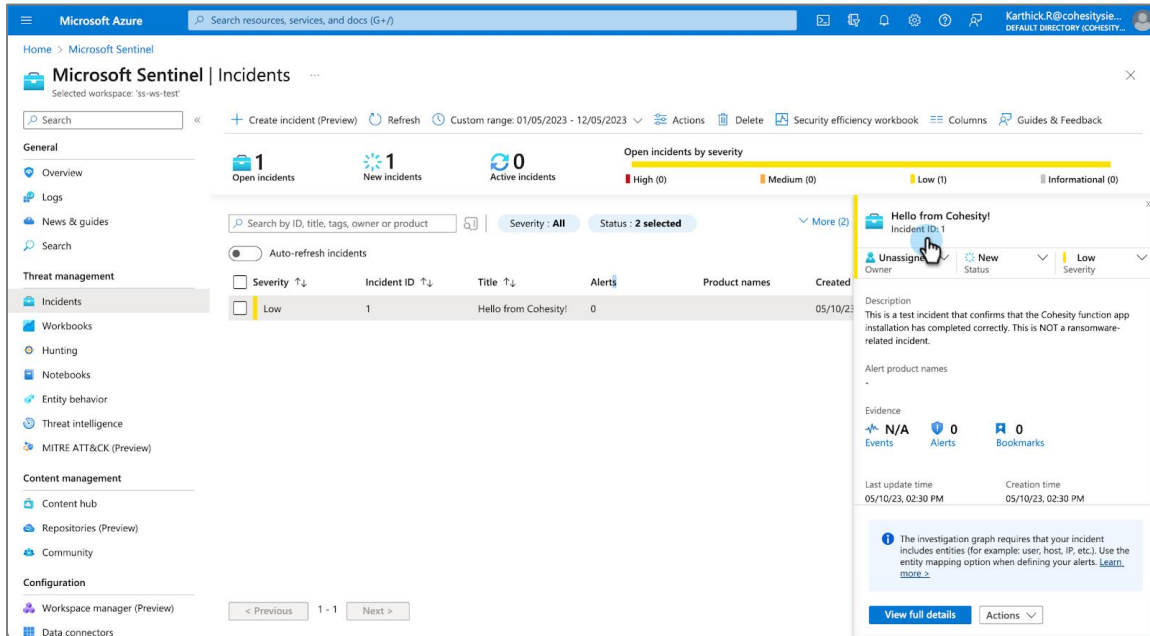 Microsoft Azure
Search resources, services, and docs (G+/)
Karthick.R@cohesitysie...
DEFAULT DIRECTORY (COHESITY...
Home > Microsoft Sentinel
Microsoft Sentinel | Incidents ...
Selected workspace: 'ss-ws-test'
Search
«
Create incident (Preview) Refresh Custom range: 01/05/2023 - 12/05/2023 Actions Delete Security efficiency workbook Columns Guides & Feedback
General
Overview
Logs
News & guides
Search
Threat management
Incidents
Workbooks
Hunting
Notebooks
Entity behavior
Threat intelligence
MITRE ATT&CK (Preview)
Content management
Content hub
Repositories (Preview)
Community
Configuration
Workspace manager (Preview)
Data connectors
1
Open incidents
1
New incidents
0
Active incidents
Open incidents by severity
High (0) Medium (0) Low (1) Informational (0)
Search by ID, title, tags, owner or product
Severity : All
Status : 2 selected
More (2)
Auto-refresh incidents
Severity ↑↓ Incident ID ↑↓ Title ↑↓ Alerts Product names Created
Low 1 Hello from Cohesity! 0 05/10/23
< Previous 1 - 1 Next >
Hello from Cohesity!
Incident ID: 1
Unassigned New Low
Owner Status Severity
Description
This is a test incident that confirms that the Cohesity function app
installation has completed correctly. This is NOT a ransomware-
related incident.
Alert product names
-
Evidence
N/A 0 0
Events Alerts Bookmarks
Last update time Creation time
05/10/23, 02:30 PM 05/10/23, 02:30 PM
The investigation graph requires that your incident
includes entities (for example: user, host, IP, etc.). Use the
entity mapping option when defining your alerts. Learn
more >
View full details Actions